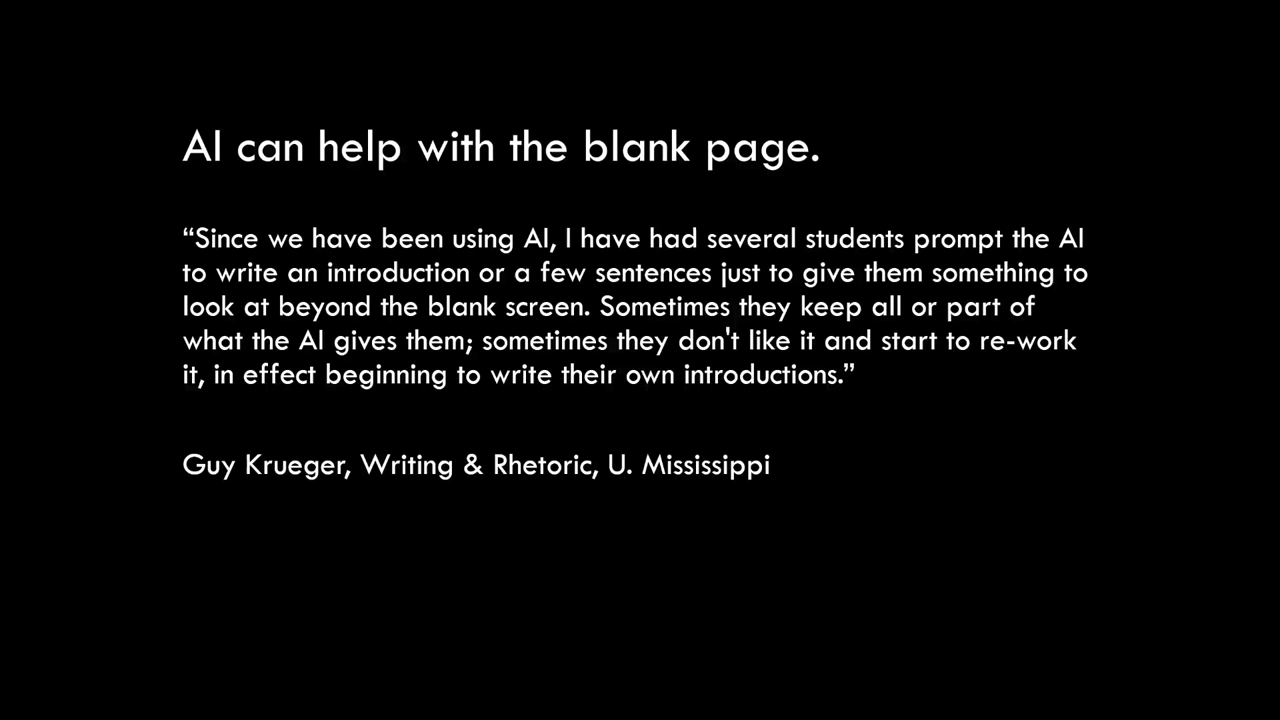 AI can help with the blank page.
“Since we have been using AI, I have had several students prompt the AI
to write an introduction or a few sentences just to give them something to
look at beyond the blank screen. Sometimes they keep all or part of
what the AI gives them; sometimes they don't like it and start to re-work
it, in effect beginning to write their own introductions.”
Guy Krueger, Writing & Rhetoric, U. Mississippi